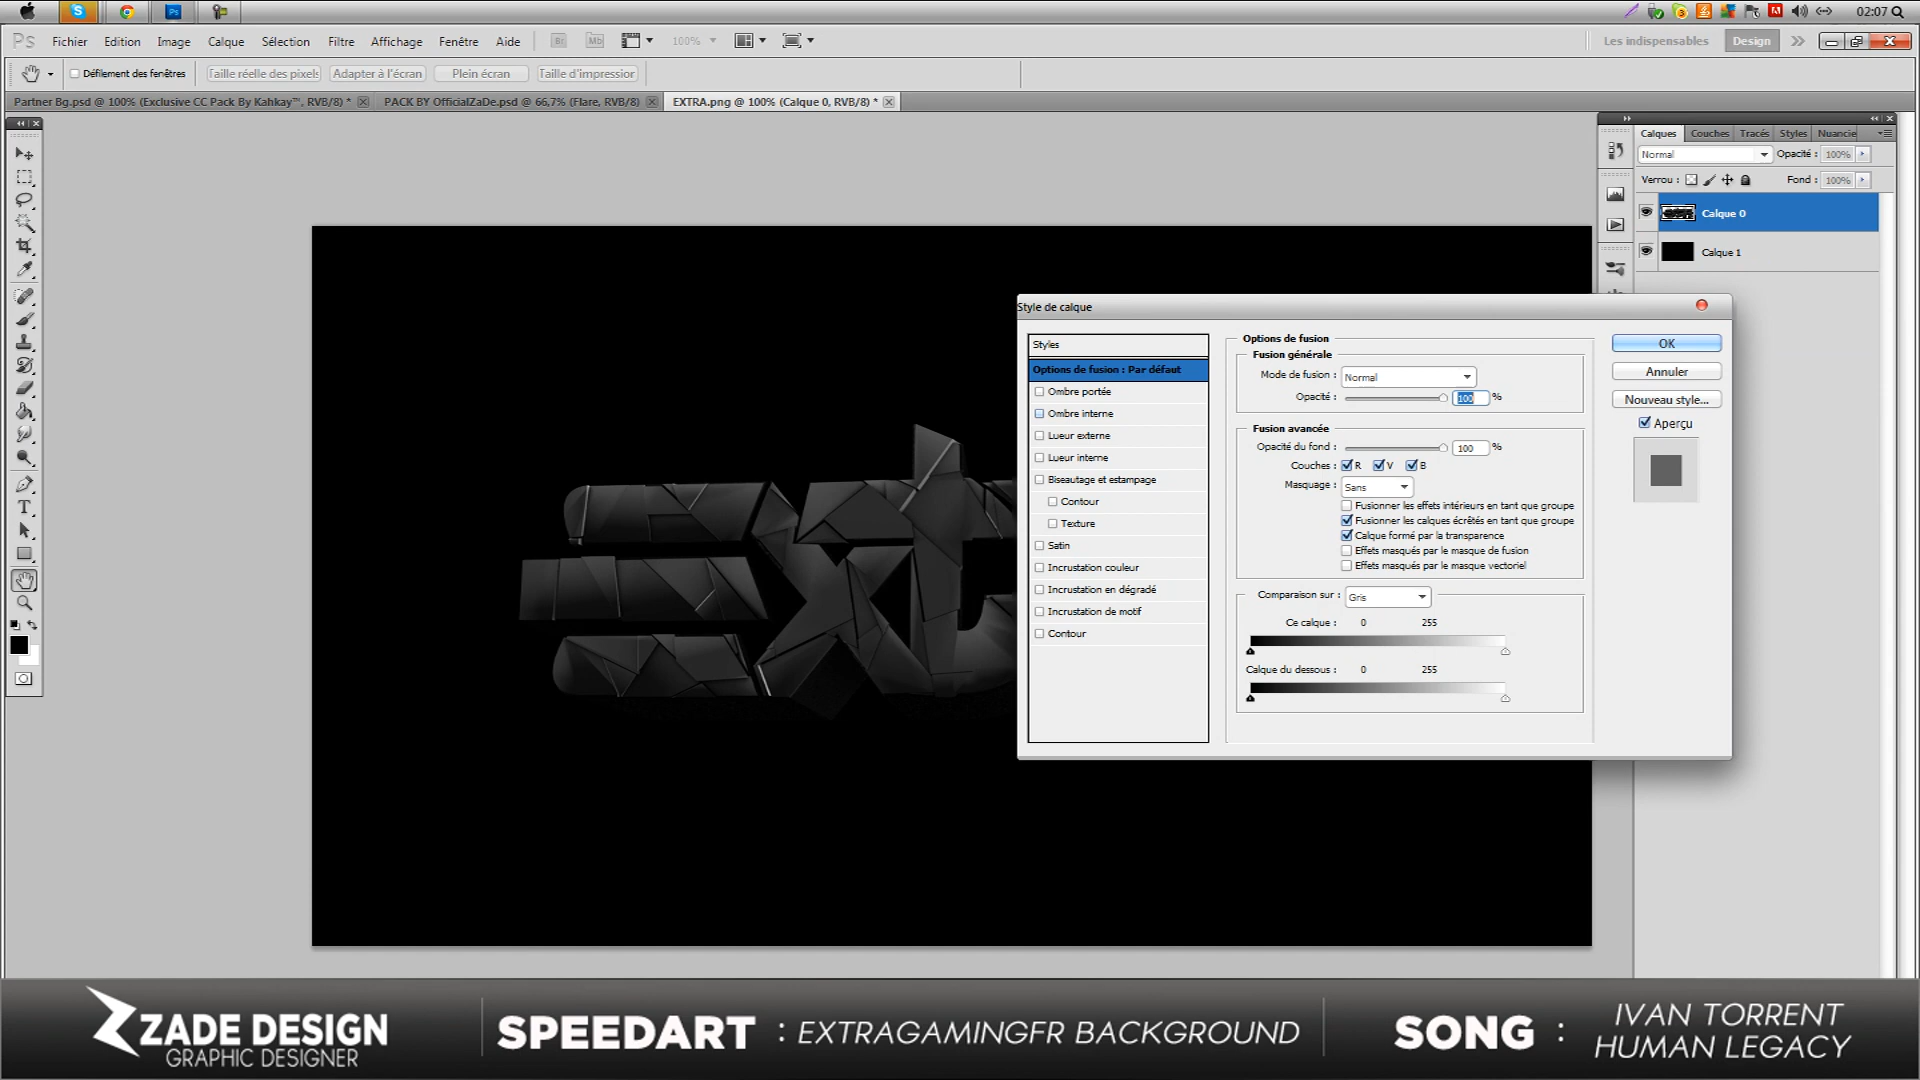 02:07
Ps Fichier Edition Image Calque Sélection Filtre Affichage Fenêtre Aide Br Mb 100% Les indispensables Design
Défilement des fenêtres Taille réelle des pixels Adapter à l'écran Plein écran Taille d'impression
Partner Bg.psd @ 100% (Exclusive CC Pack By Kahkay™, RVB/8) * PACK BY OfficialZaDe.psd @ 66,7% (Flare, RVB/8) EXTRA.png @ 100% (Calque 0, RVB/8) *
Calques Couches Tracés Styles Nuancie
Normal Opacité : 100%
Verrou : Fond : 100%
Calque 0
Calque 1
Style de calque
Styles
Options de fusion : Par défaut
Ombre portée
Ombre interne
Lueur externe
Lueur interne
Biseautage et estampage
Contour
Texture
Satin
Incrustation couleur
Incrustation en dégradé
Incrustation de motif
Contour
Options de fusion
Fusion générale
Mode de fusion : Normal
Opacité : 100 %
Fusion avancée
Opacité du fond : 100 %
Couches : R V B
Masquage : Sans
Fusionner les effets intérieurs en tant que groupe
Fusionner les calques écrêtés en tant que groupe
Calque formé par la transparence
Effets masqués par le masque de fusion
Effets masqués par le masque vectoriel
Comparaison sur : Gris
Ce calque : 0 255
Calque du dessous : 0 255
OK
Annuler
Nouveau style...
Aperçu
ZADE DESIGN
GRAPHIC DESIGNER
SPEEDART : EXTRAGAMINGFR BACKGROUND
SONG : IVAN TORRENT
HUMAN LEGACY